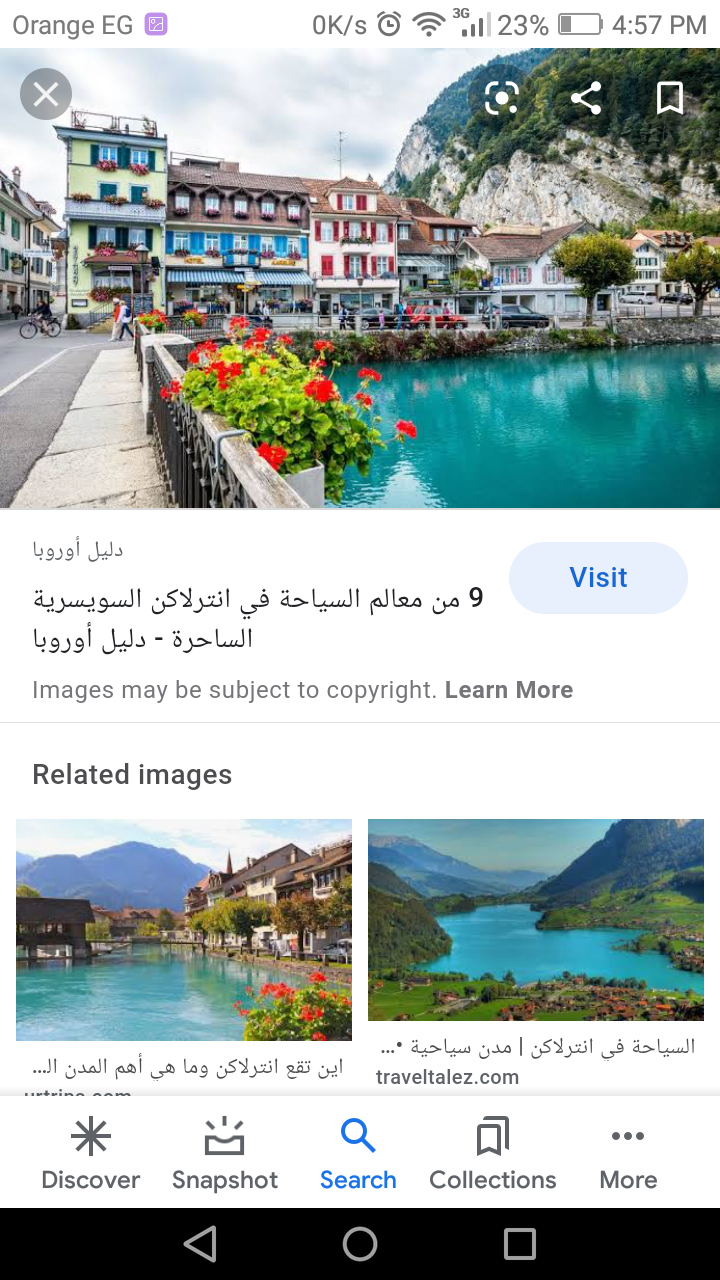 Orange EG 0K/s 3G 23% 4:57 PM
دليل أوروبا
Visit
9 من معالم السياحة في انترلاكن السويسرية
الساحرة - دليل أوروبا
Images may be subject to copyright. Learn More
Related images
اين تقع انترلاكن وما هي أهم المدن الـ...
السياحة في انترلاكن | مدن سياحية •...
traveltalez.com
Discover Snapshot Search Collections More